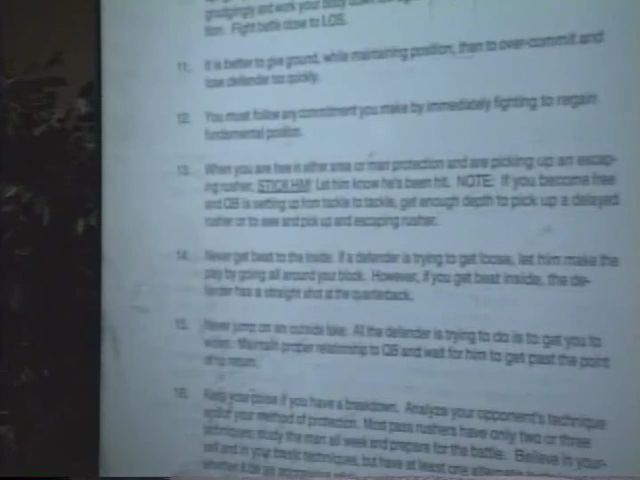 grudgingly and work your body
tion. Fight battle close to LOS.
11. It is better to give ground, while maintaining position, then to over-commit and
lose defender too quickly.
12. You must follow any commitment you make by immediately fighting to regain
fundamental position.
13. When you are free in either area or man protection and are picking up an escap-
ing rusher, STICK HIM! Let him know he's been hit. NOTE: If you become free
and QB is setting up from tackle to tackle, get enough depth to pick up a delayed
rusher or to see and pick up and escaping rusher.
14. Never get beat to the inside. If a defender is trying to get loose, let him make the
play by going all around your block. However, if you get beat inside, the de-
fender has a straight shot at the quarterback.
15. Never jump on an outside fake. All the defender is trying to do is to get you to
widen. Maintain proper relationship to QB and wait for him to get past the point
of no return.
16. Keep your poise if you have a breakdown. Analyze your opponent's technique
and/or your method of protection. Most pass rushers have only two or three
techniques; study the man all week and prepare for the battle. Believe in your-
self and in your basic techniques, but have at least one alternate